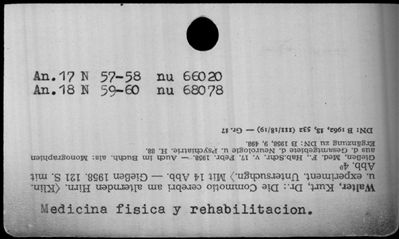 An.17 N 57-58 nu 66020
An.18 N 59-60 nu 68078
Walter, Kurt, Dr.: Die Commotio cerebri am alternden Hirn. (Klin.
u. experiment. Untersuchgn.) Mit 14 Abb. — Gießen 1958. 121 S. mit
Abb. 4°
Gießen, Med. F., Hab.Schr. v. 17. Febr. 1958. — Auch im Buchh. als: Monographien
aus d. Gesamtgebiete d. Neurologie u. Psychiatrie. H. 88.
Ergänzung zu DN: B 1958, 9, 498.
DN: B 1962, 13, 532 (III/18/19) — Gr. 17
Medicina fisica y rehabilitacion.